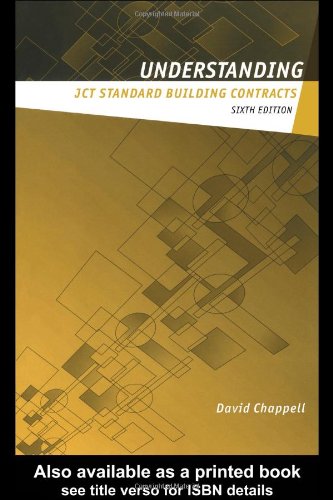 UNDERSTANDING
JCT STANDARD BUILDING CONTRACTS
SIXTH EDITION
David Chappell
Also available as a printed book
see title verso for ISBN details